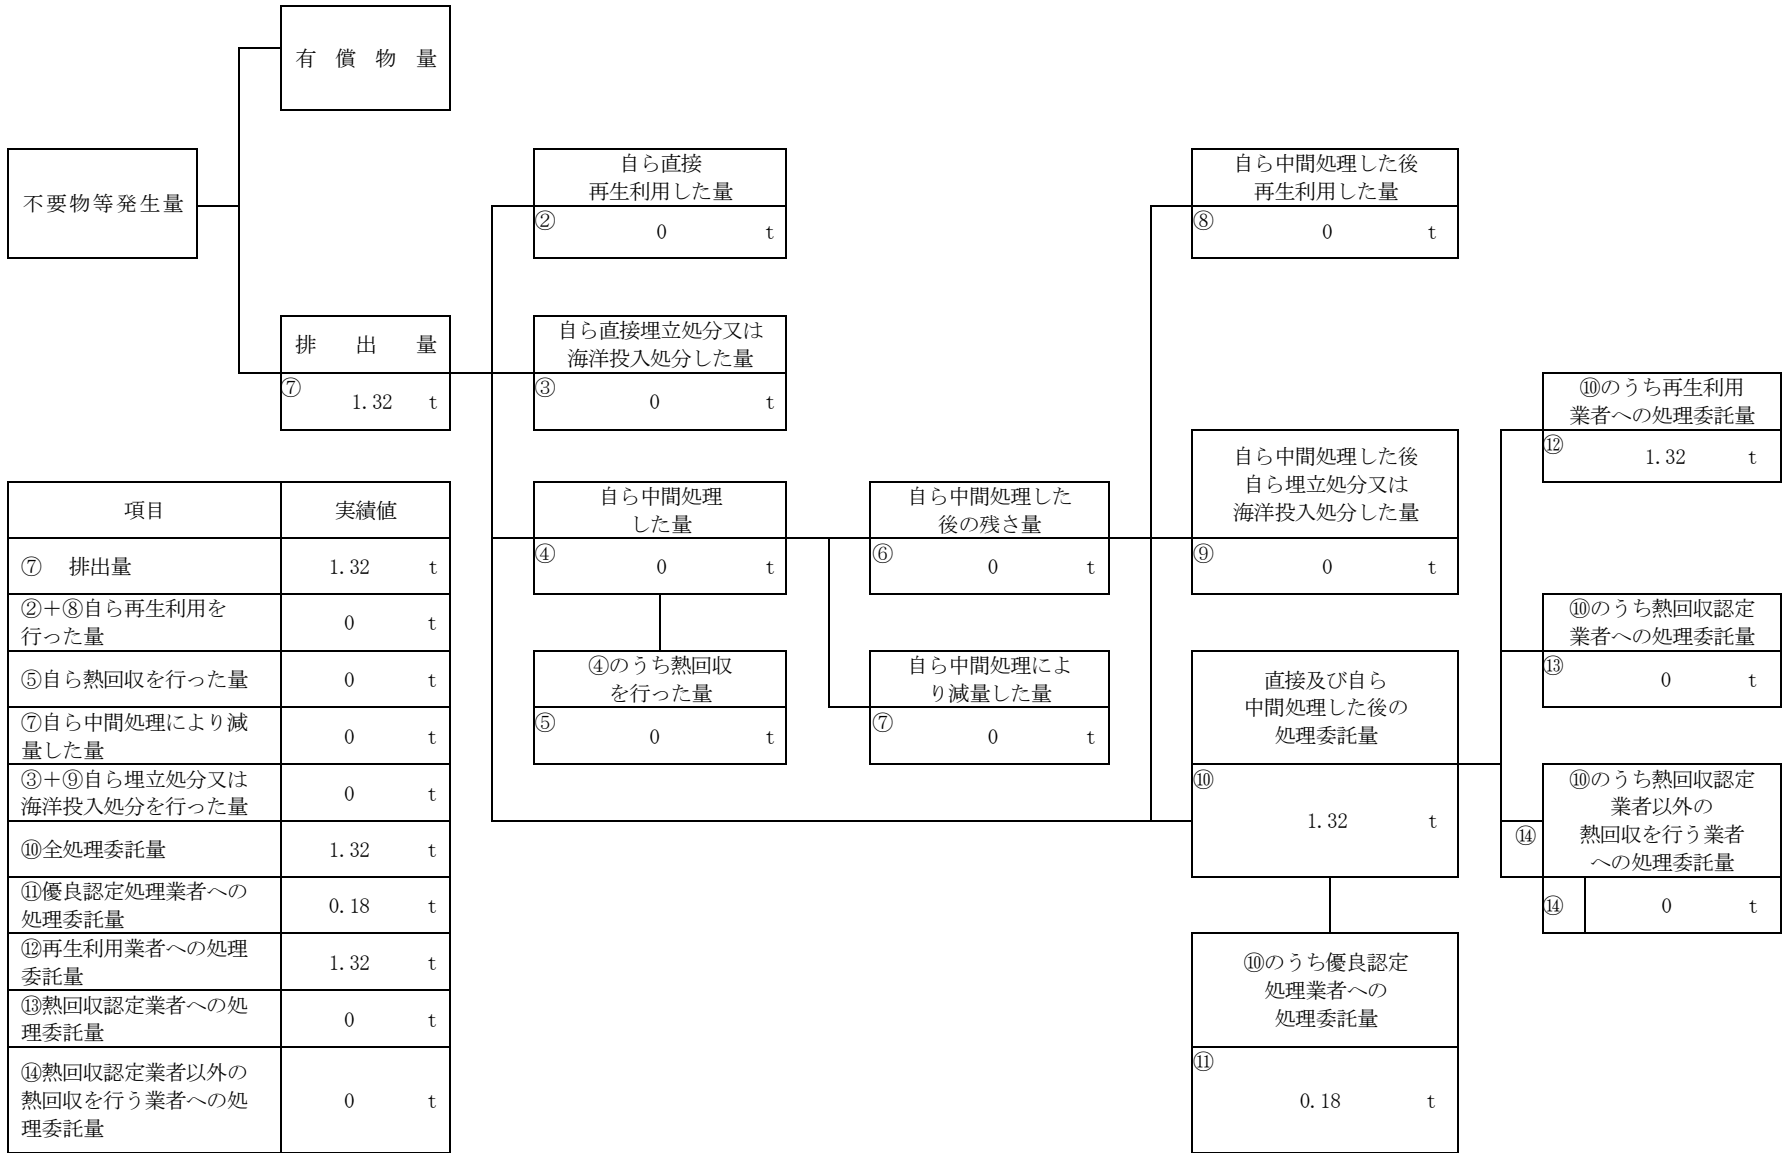 有償物量
不要物等発生量
排出量
⑦ 1.32 t
自ら直接
再生利用した量
② 0 t
自ら直接埋立処分又は
海洋投入処分した量
③ 0 t
自ら中間処理
した量
④ 0 t
④のうち熱回収
を行った量
⑤ 0 t
自ら中間処理した
後の残さ量
⑥ 0 t
自ら中間処理によ
り減量した量
⑦ 0 t
自ら中間処理した後
再生利用した量
⑧ 0 t
自ら中間処理した後
自ら埋立処分又は
海洋投入処分した量
⑨ 0 t
直接及び自ら
中間処理した後の
処理委託量
⑩
1.32 t
⑩のうち優良認定
処理業者への
処理委託量
⑪
0.18 t
⑩のうち再生利用
業者への処理委託量
⑫ 1.32 t
⑩のうち熱回収認定
業者への処理委託量
⑬ 0 t
⑩のうち熱回収認定
業者以外の
⑭ 熱回収を行う業者
への処理委託量
⑭ 0 t
項目 実績値
⑦ 排出量 1.32 t
②+⑧自ら再生利用を
行った量 0 t
⑤自ら熱回収を行った量 0 t
⑦自ら中間処理により減
量した量 0 t
③+⑨自ら埋立処分又は
海洋投入処分を行った量 0 t
⑩全処理委託量 1.32 t
⑪優良認定処理業者への
処理委託量 0.18 t
⑫再生利用業者への処理
委託量 1.32 t
⑬熱回収認定業者への処
理委託量 0 t
⑭熱回収認定業者以外の
熱回収を行う業者への処 0 t
理委託量